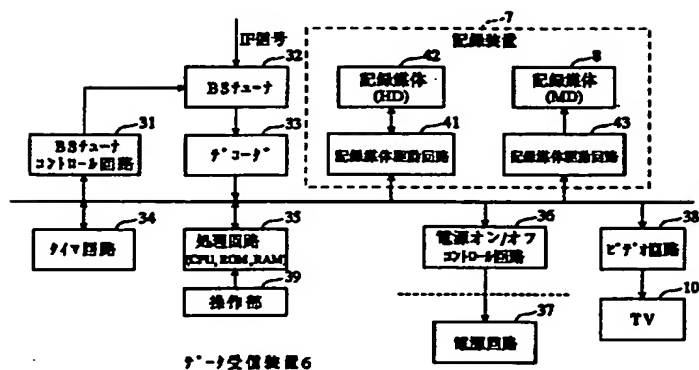 7
記録装置
IF信号
32
BSチューナ
42
記録媒体
(HD)
8
記録媒体
(MD)
31
BSチューナ
コントロール回路
33
デコーダ
41
記録媒体駆動回路
43
記録媒体駆動回路
34
タイマ回路
35
処理回路
(CPU, ROM, RAM)
36
電源オン/オフ
コントロール回路
38
ビデオ回路
39
操作部
37
電源回路
10
TV
データ受信装置6